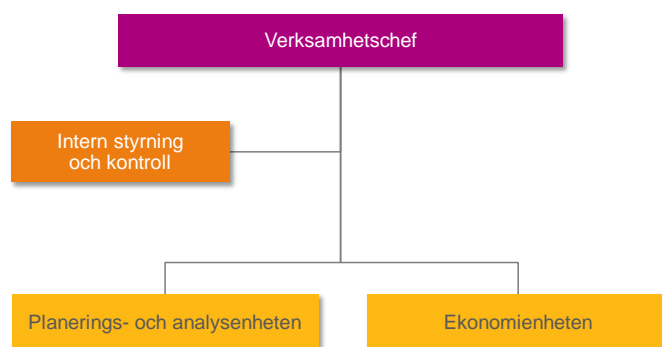 Verksamhetschef
Intern styrning
och kontroll
Planerings- och analysenheten
Ekonomienheten